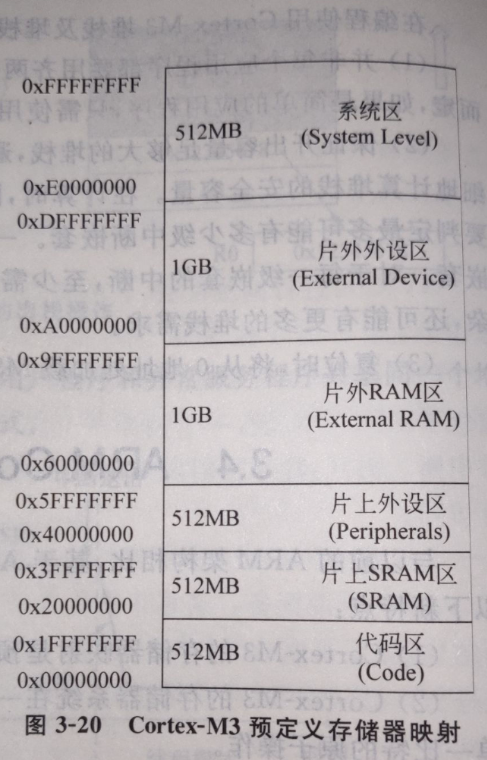 0xFFFFFFFF
512MB 系统区
(System Level)
0xE0000000
0xDFFFFFFF
1GB 片外外设区
(External Device)
0xA0000000
0x9FFFFFFF
1GB 片外RAM区
(External RAM)
0x60000000
0x5FFFFFFF
512MB 片上外设区
(Peripherals)
0x40000000
0x3FFFFFFF
512MB 片上SRAM区
(SRAM)
0x20000000
0x1FFFFFFF
512MB 代码区
(Code)
0x00000000
图 3-20 Cortex-M3 预定义存储器映射